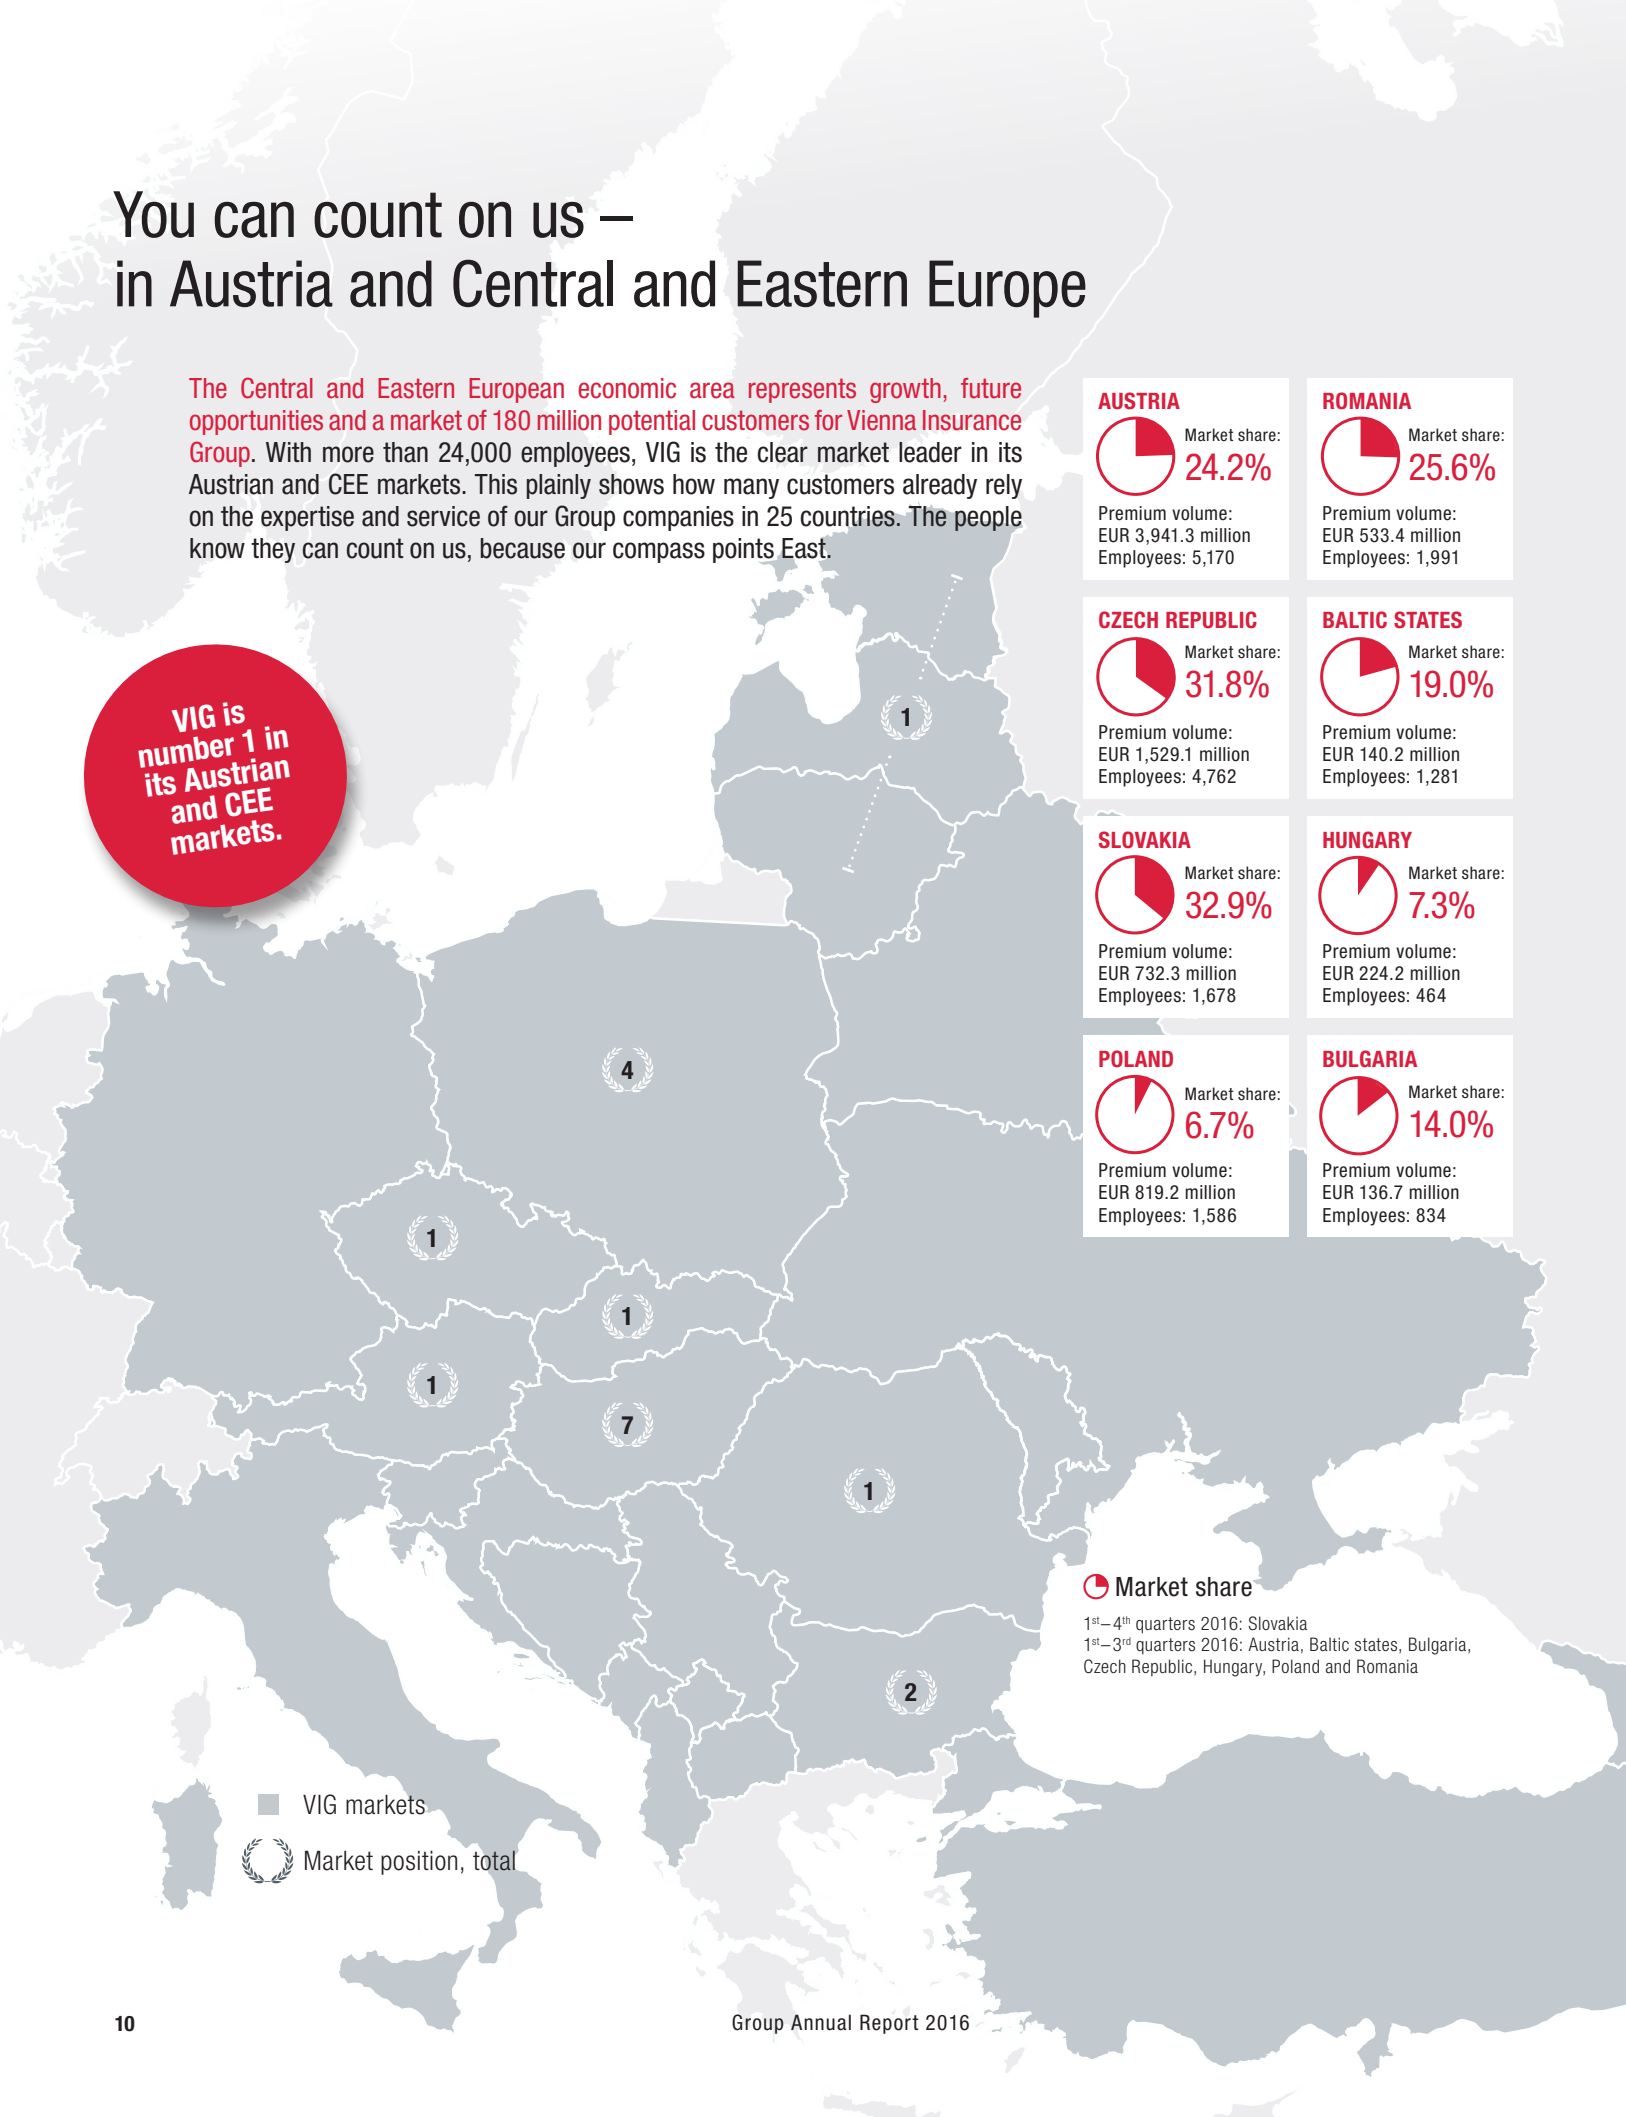 You can count on us –
in Austria and Central and Eastern Europe
The Central and Eastern European economic area represents growth, future
opportunities and a market of 180 million potential customers for Vienna Insurance
Group. With more than 24,000 employees, VIG is the clear market leader in its
Austrian and CEE markets. This plainly shows how many customers already rely
on the expertise and service of our Group companies in 25 countries. The people
know they can count on us, because our compass points East.
VIG is
number 1 in
its Austrian
and CEE
markets.
AUSTRIA
Market share:
24.2%
Premium volume:
EUR 3,941.3 million
Employees: 5,170
ROMANIA
Market share:
25.6%
Premium volume:
EUR 533.4 million
Employees: 1,991
CZECH REPUBLIC
Market share:
31.8%
Premium volume:
EUR 1,529.1 million
Employees: 4,762
BALTIC STATES
Market share:
19.0%
Premium volume:
EUR 140.2 million
Employees: 1,281
SLOVAKIA
Market share:
32.9%
Premium volume:
EUR 732.3 million
Employees: 1,678
HUNGARY
Market share:
7.3%
Premium volume:
EUR 224.2 million
Employees: 464
POLAND
Market share:
6.7%
Premium volume:
EUR 819.2 million
Employees: 1,586
BULGARIA
Market share:
14.0%
Premium volume:
EUR 136.7 million
Employees: 834
1
4
1
1
1
7
1
2
Market share
1st–4th quarters 2016: Slovakia
1st–3rd quarters 2016: Austria, Baltic states, Bulgaria,
Czech Republic, Hungary, Poland and Romania
VIG markets
Market position, total
10
Group Annual Report 2016